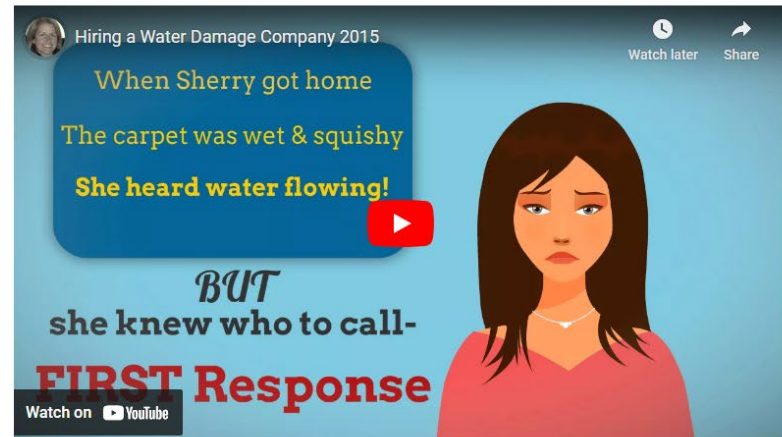 Hiring a Water Damage Company 2015
Watch later
Share
When Sherry got home
The carpet was wet & squishy
She heard water flowing!
BUT
she knew who to call-
FIRST Response
Watch on YouTube